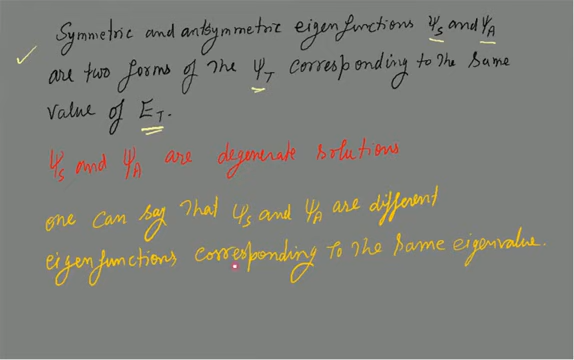 Symmetric and antisymmetric eigenfunctions ψs and ψA
are two forms of the ψT corresponding to the same
value of ET.
ψs and ψA are degenerate solutions
one can say that ψs and ψA are different
eigenfunctions corresponding to the same eigenvalue.